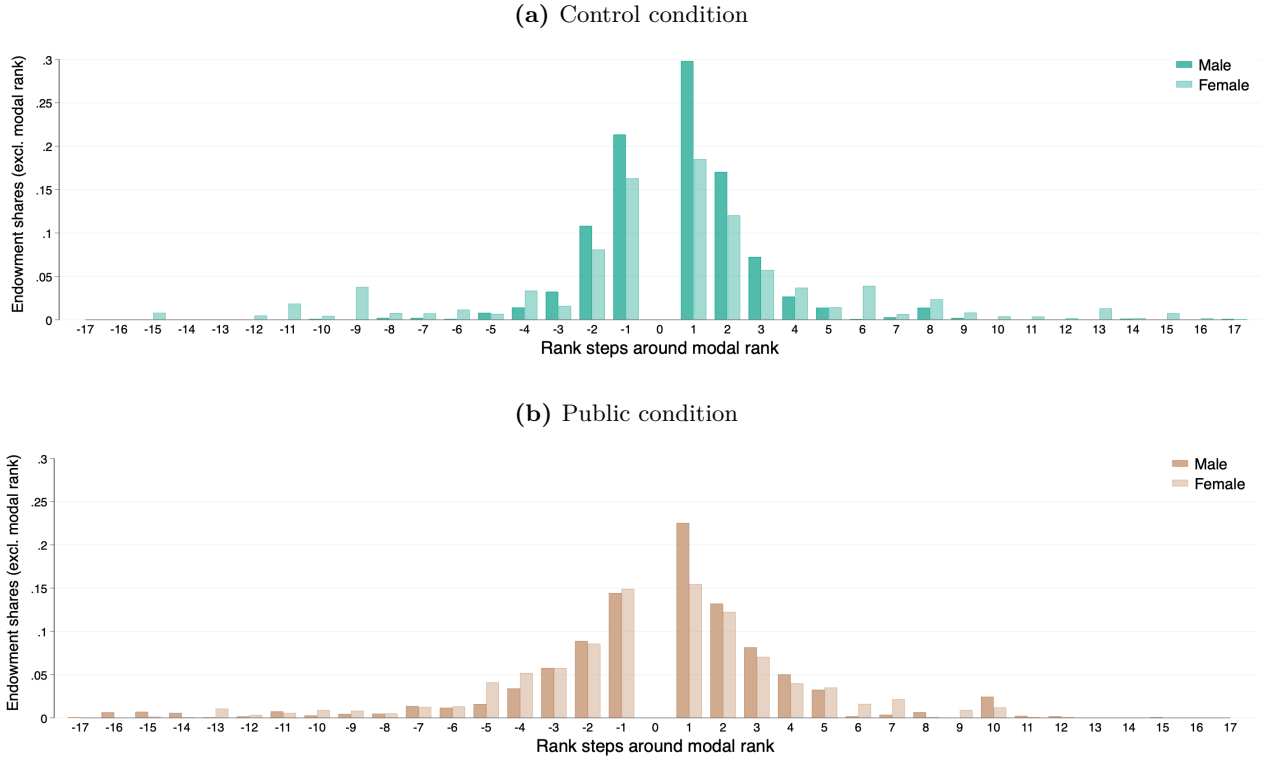 (a) Control condition
Endowment shares (excl. modal rank)
.3
.25
.2
.15
.1
.05
0
Male
Female
-17 -16 -15 -14 -13 -12 -11 -10 -9 -8 -7 -6 -5 -4 -3 -2 -1 0 1 2 3 4 5 6 7 8 9 10 11 12 13 14 15 16 17
Rank steps around modal rank
(b) Public condition
Endowment shares (excl. modal rank)
.3
.25
.2
.15
.1
.05
0
Male
Female
-17 -16 -15 -14 -13 -12 -11 -10 -9 -8 -7 -6 -5 -4 -3 -2 -1 0 1 2 3 4 5 6 7 8 9 10 11 12 13 14 15 16 17
Rank steps around modal rank